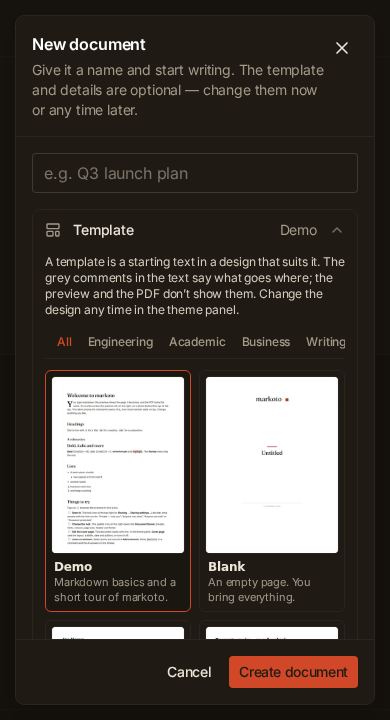 New document
Give it a name and start writing. The template
and details are optional — change them now
or any time later.
e.g. Q3 launch plan
Template
Demo
A template is a starting text in a design that suits it. The
grey comments in the text say what goes where; the
preview and the PDF don't show them. Change the
design any time in the theme panel.
All Engineering Academic Business Writing
Welcome to markoto
Headings
Bold, italic and more
Lists
Things to try
markoto
Untitled
Demo
Markdown basics and a
short tour of markoto.
Blank
An empty page. You
bring everything.
Cancel
Create document